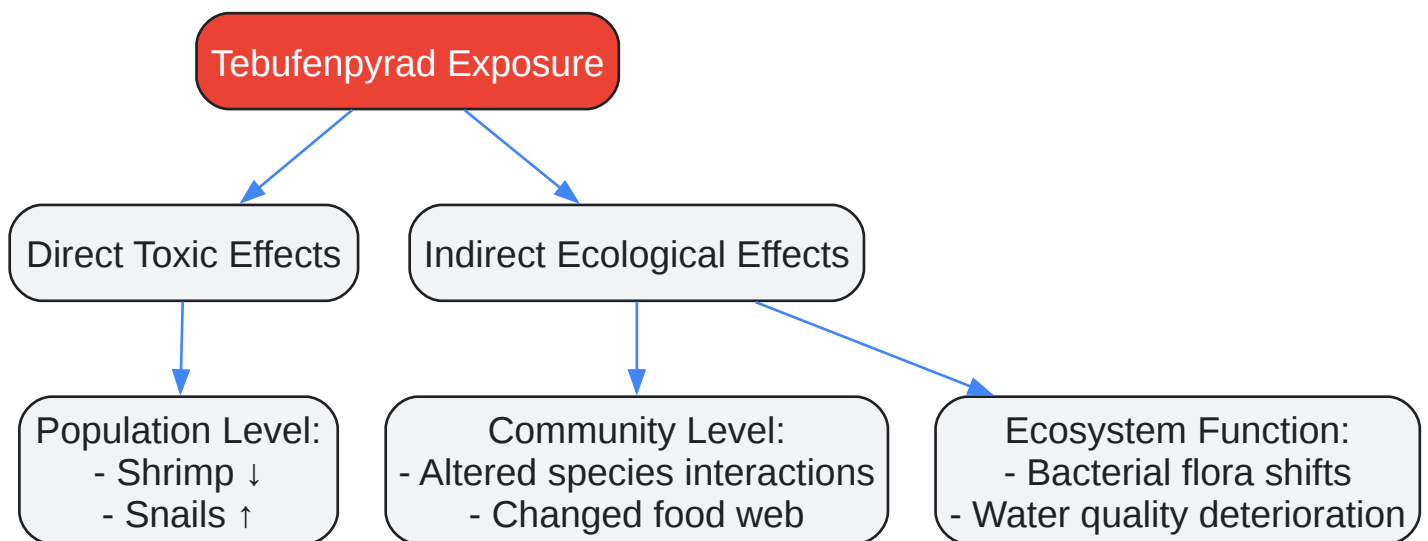 Tebufenpyrad Exposure
Direct Toxic Effects
Indirect Ecological Effects
Population Level:
- Shrimp ↓
- Snails ↑
Community Level:
- Altered species interactions
- Changed food web
Ecosystem Function:
- Bacterial flora shifts
- Water quality deterioration